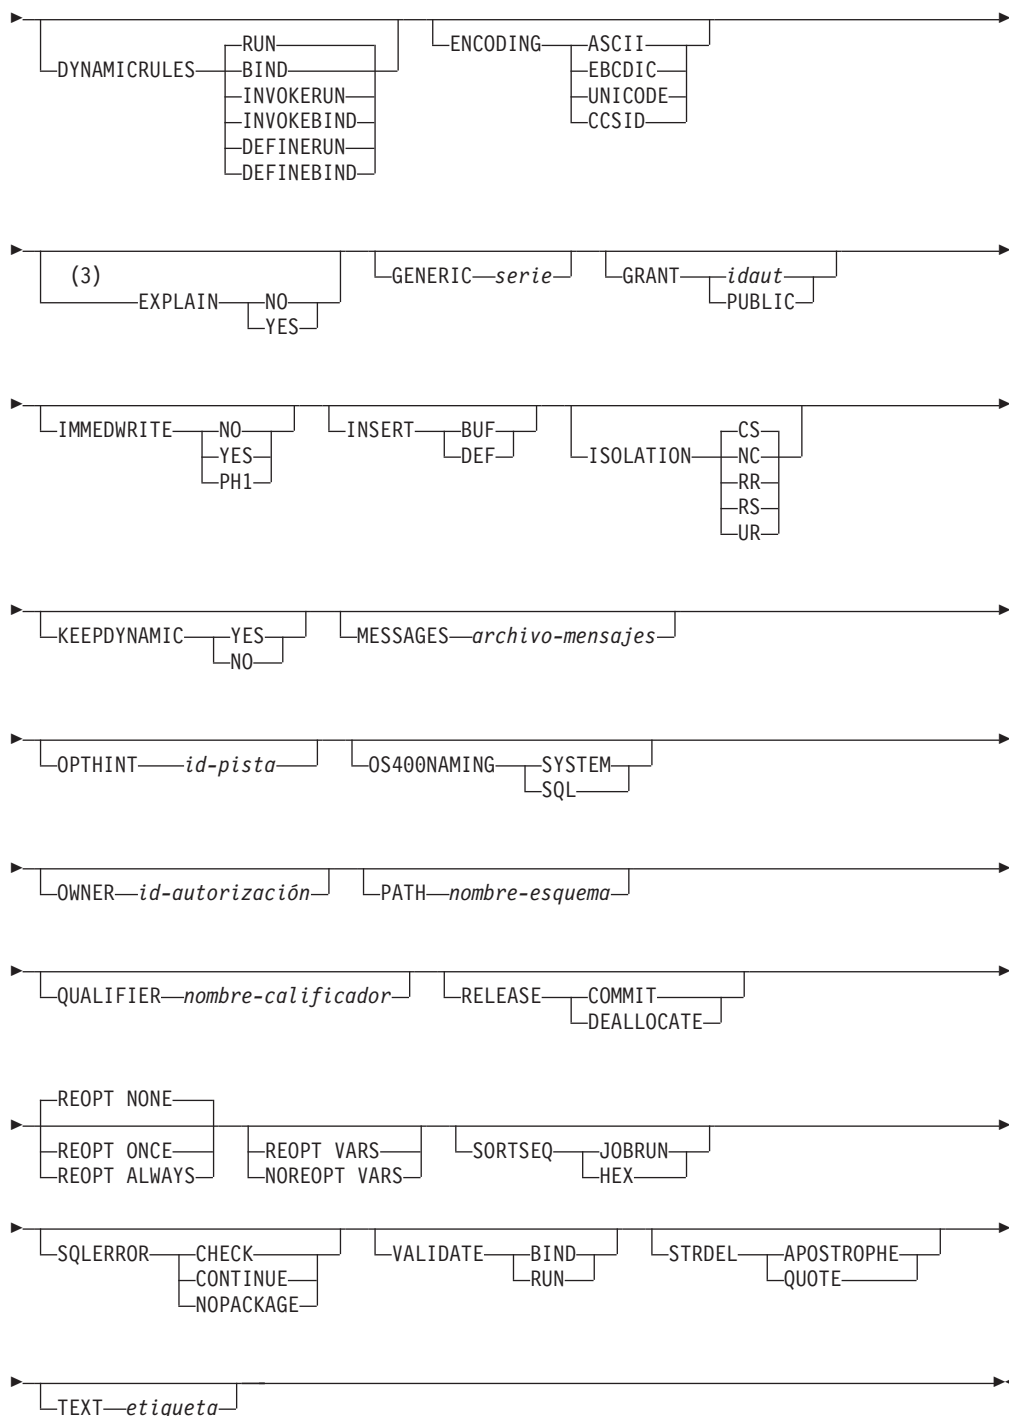 RUN
DYNAMICRULES BIND ENCODING ASCII
INVOKERUN EBCDIC
INVOKEBIND UNICODE
DEFINERUN CCSID
DEFINEBIND
(3) GENERIC serie GRANT idaut
EXPLAIN NO PUBLIC
YES
IMMEDWRITE NO INSERT BUF CS
YES DEF ISOLATION NC
PH1 RR
RS
UR
KEEPDYNAMIC YES MESSAGES archivo-mensajes
NO
OPTHINT id-pista OS400NAMING SYSTEM
SQL
OWNER id-autorización PATH nombre-esquema
QUALIFIER nombre-calificador RELEASE COMMIT
DEALLOCATE
REOPT NONE
REOPT ONCE REOPT VARS SORTSEQ JOBRUN
REOPT ALWAYS NOREOPT VARS HEX
SQLERROR CHECK VALIDATE BIND STRDEL APOSTROPHE
CONTINUE RUN QUOTE
NOPACKAGE
TEXT etiqueta